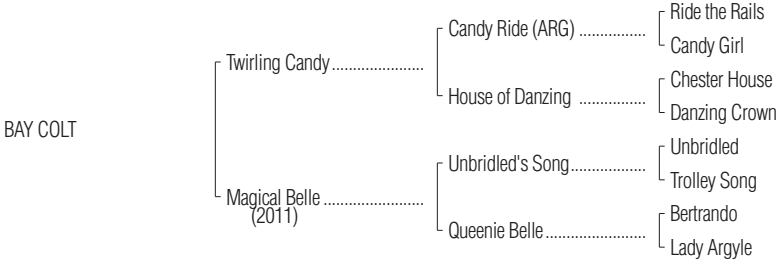 Ride the Rails
Candy Ride (ARG) ................
Candy Girl
Twirling Candy......................
Chester House
House of Danzing ................
Danzing Crown
BAY COLT
Unbridled
Unbridled's Song..................
Trolley Song
Magical Belle ........................
(2011)
Bertrando
Queenie Belle........................
Lady Argyle